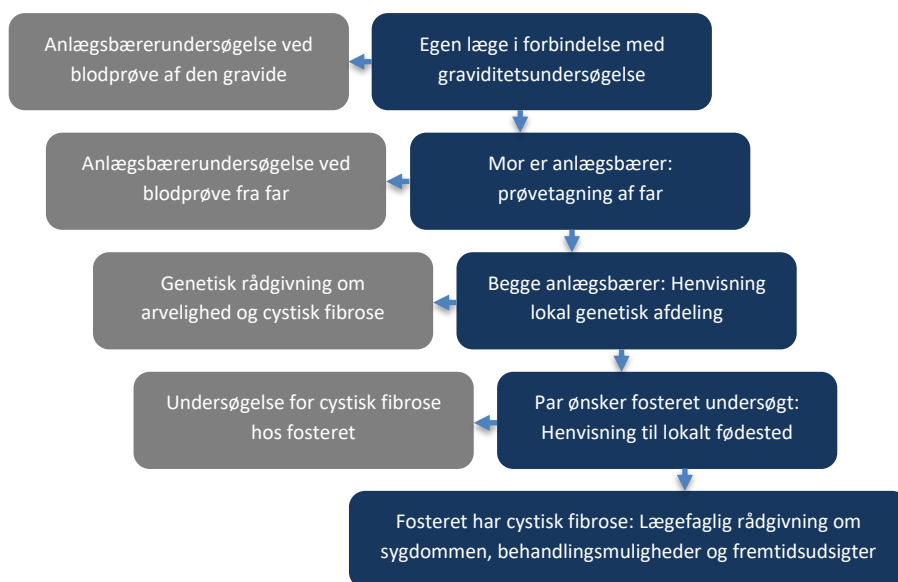 Anlægsbærerundersøgelse ved
blodprøve af den gravide
Egen læge i forbindelse med
graviditetsundersøgelse
Anlægsbærerundersøgelse ved
blodprøve fra far
Mor er anlægsbærer:
prøvetagning af far
Genetisk rådgivning om
arvelighed og cystisk fibrose
Begge anlægsbærer: Henvisning
lokal genetisk afdeling
Undersøgelse for cystisk fibrose
hos fosteret
Par ønsker fosteret undersøgt:
Henvisning til lokalt fødested
Fosteret har cystisk fibrose: Lægefaglig rådgivning om
sygdommen, behandlingsmuligheder og fremtidsudsigter